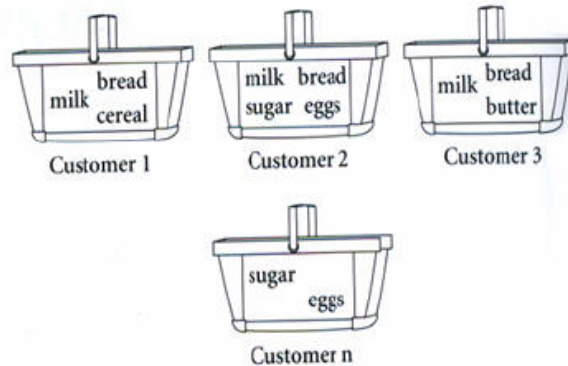 bread
milk
cereal
Customer 1
milk bread
sugar eggs
Customer 2
milk bread
butter
Customer 3
sugar
eggs
Customer n